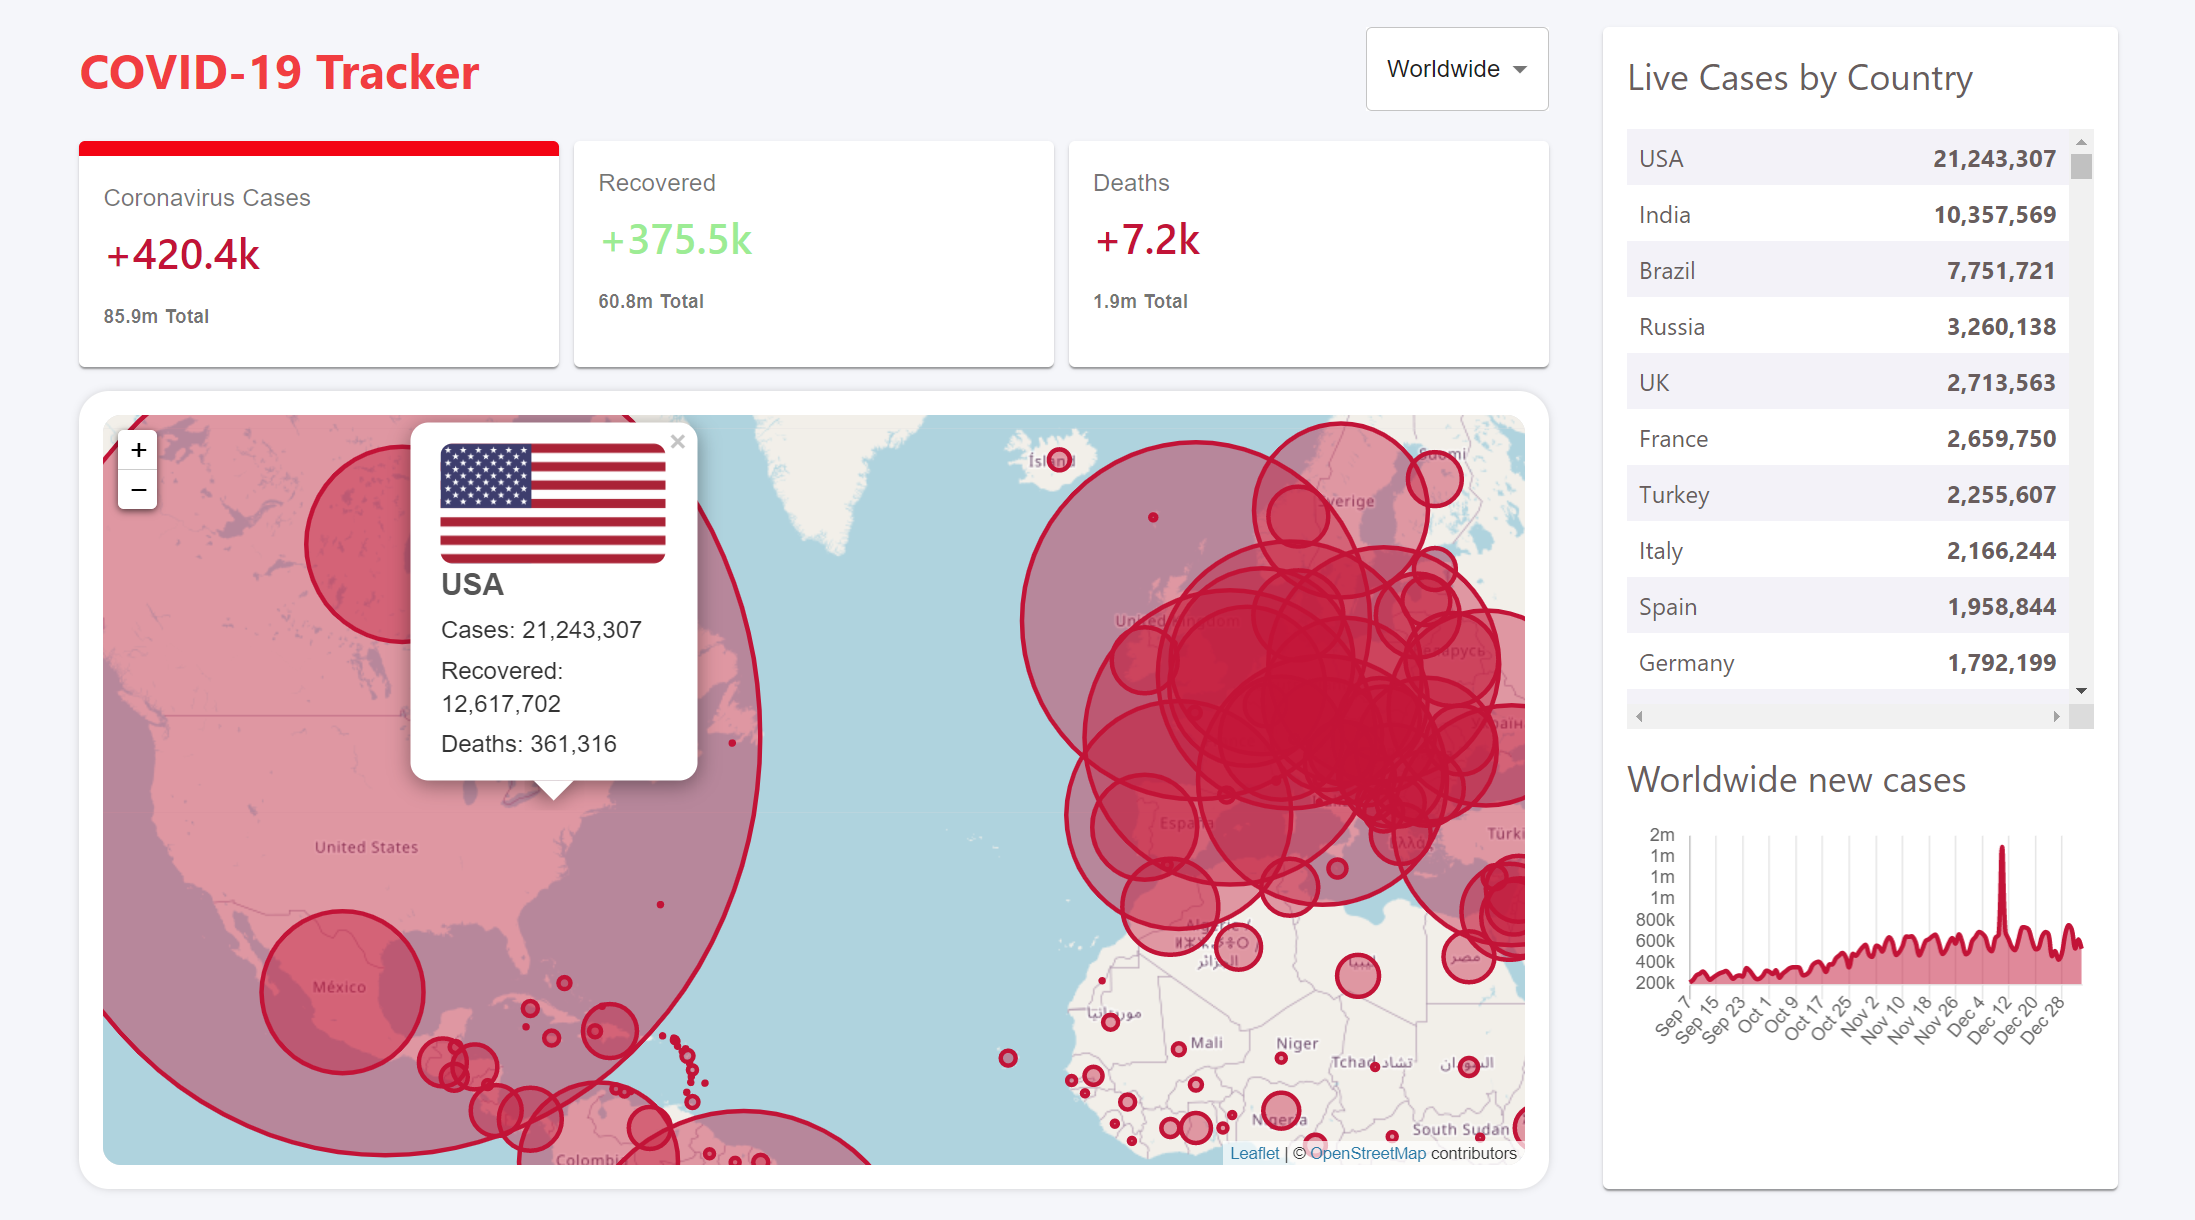 COVID-19 Tracker
Worldwide
Coronavirus Cases
+420.4k
85.9m Total
Recovered
+375.5k
60.8m Total
Deaths
+7.2k
1.9m Total
+
−
×
USA
Cases: 21,243,307
Recovered:
12,617,702
Deaths: 361,316
United States
México
Colombi
Ísland
Sverige
Suomi
United Kingdom
España
Ελλάς
Türki
مصر
ليبيا
موريتانيا
Mali
Niger
Tchad تشاد
السودان
Nigeria
South Sudan
Leaflet | © OpenStreetMap contributors
Live Cases by Country
USA 21,243,307
India 10,357,569
Brazil 7,751,721
Russia 3,260,138
UK 2,713,563
France 2,659,750
Turkey 2,255,607
Italy 2,166,244
Spain 1,958,844
Germany 1,792,199
Worldwide new cases
2m
1m
1m
1m
800k
600k
400k
200k
Sep 7
Sep 15
Sep 23
Oct 1
Oct 9
Oct 17
Oct 25
Nov 2
Nov 10
Nov 18
Nov 26
Dec 4
Dec 12
Dec 20
Dec 28